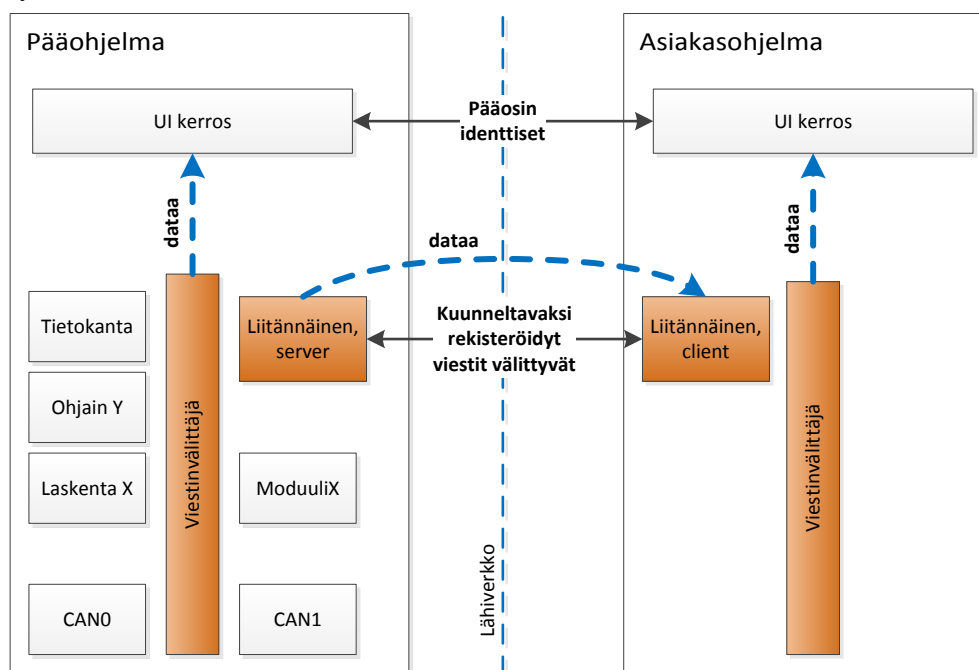 Pääohjelma
UI kerros
dataa
Tietokanta
Ohjain Y
Laskenta X
CAN0
Viestinvälittäjä
Liitännäinen,
server
ModuuliX
CAN1
Pääosin
identtiset
dataa
Kuunneltavaksi
rekisteröidyt
viestit välittyvät
Lähiverkko
Asiakasohjelma
UI kerros
dataa
Liitännäinen,
client
Viestinvälittäjä